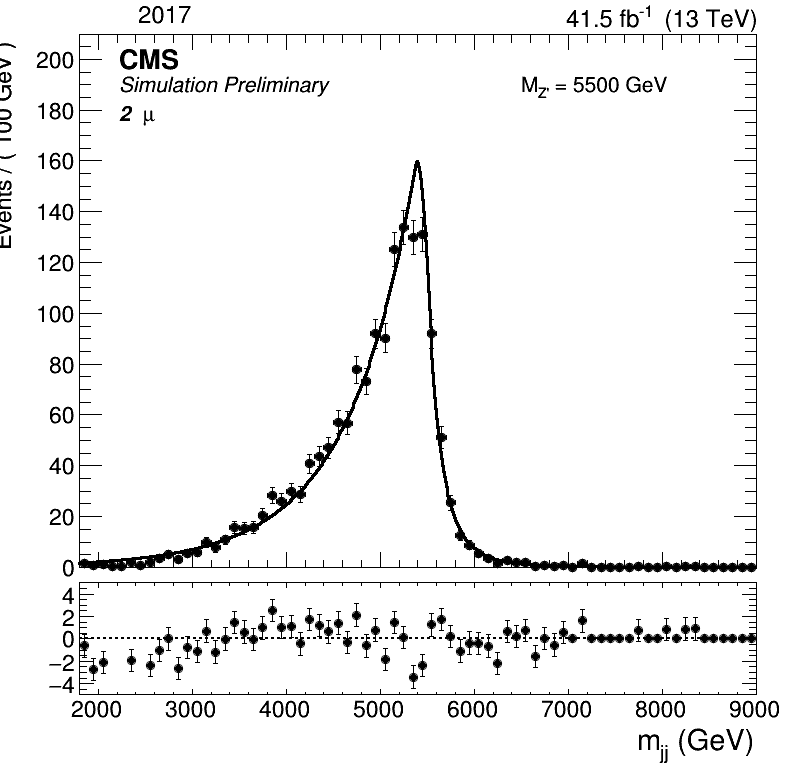 2017
41.5 fb⁻¹ (13 TeV)
CMS
Simulation Preliminary
M_Z' = 5500 GeV
2 μ
Events / ( 100 GeV )
200
180
160
140
120
100
80
60
40
20
0
4
2
0
−2
−4
2000 3000 4000 5000 6000 7000 8000 9000
m_jj (GeV)